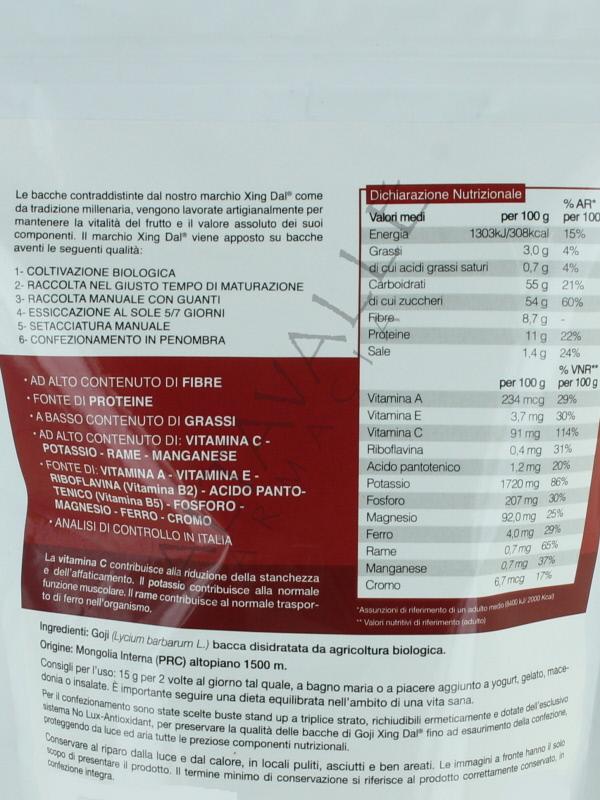 Le bacche contraddistinte dal nostro marchio Xing Dal® come
da tradizione millenaria, vengono lavorate artigianalmente per
mantenere la vitalità del frutto e il valore assoluto dei suoi
componenti. Il marchio Xing Dal® viene apposto su bacche
aventi le seguenti qualità:
1- COLTIVAZIONE BIOLOGICA
2- RACCOLTA NEL GIUSTO TEMPO DI MATURAZIONE
3- RACCOLTA MANUALE CON GUANTI
4- ESSICCAZIONE AL SOLE 5/7 GIORNI
5- SETACCIATURA MANUALE
6- CONFEZIONAMENTO IN PENOMBRA
• AD ALTO CONTENUTO DI FIBRE
• FONTE DI PROTEINE
• A BASSO CONTENUTO DI GRASSI
• AD ALTO CONTENUTO DI: VITAMINA C -
POTASSIO - RAME - MANGANESE
• FONTE DI: VITAMINA A - VITAMINA E -
RIBOFLAVINA (Vitamina B2) - ACIDO PANTO-
TENICO (Vitamina B5) - FOSFORO -
MAGNESIO - FERRO - CROMO
• ANALISI DI CONTROLLO IN ITALIA
La vitamina C contribuisce alla riduzione della stanchezza
e dell'affaticamento. Il potassio contribuisce alla normale
funzione muscolare. Il rame contribuisce al normale traspor-
to di ferro nell'organismo.
Dichiarazione Nutrizionale
% AR*
Valori medi per 100 g per 100
Energia 1303kJ/308kcal 15%
Grassi 3,0 g 4%
di cui acidi grassi saturi 0,7 g 4%
Carboidrati 55 g 21%
di cui zuccheri 54 g 60%
Fibre 8,7 g -
Proteine 11 g 22%
Sale 1,4 g 24%
% VNR**
per 100 g per 100 g
Vitamina A 234 mcg 29%
Vitamina E 3,7 mg 30%
Vitamina C 91 mg 114%
Riboflavina 0,4 mg 31%
Acido pantotenico 1,2 mg 20%
Potassio 1720 mg 86%
Fosforo 207 mg 30%
Magnesio 92,0 mg 25%
Ferro 4,0 mg 29%
Rame 0,7 mg 65%
Manganese 0,7 mg 37%
Cromo 6,7 mcg 17%
*Assunzioni di riferimento di un adulto medio (8400 kJ/ 2000 Kcal)
** Valori nutritivi di riferimento (adulto)
Ingredienti: Goji (Lycium barbarum L.) bacca disidratata da agricoltura biologica.
Origine: Mongolia Interna (PRC) altopiano 1500 m.
Consigli per l'uso: 15 g per 2 volte al giorno tal quale, a bagno maria o a piacere aggiunto a yogurt, gelato, mace-
donia o insalate. È importante seguire una dieta equilibrata nell'ambito di una vita sana.
Per il confezionamento sono state scelte buste stand up a triplice strato, richiudibili ermeticamente e dotate dell'esclusivo
sistema No Lux-Antioxidant, per preservare la qualità delle bacche di Goji Xing Dal® fino ad esaurimento della confezione,
proteggendo da luce ed aria tutte le preziose componenti nutrizionali.
Conservare al riparo dalla luce e dal calore, in locali puliti, asciutti e ben areati. Le immagini a fronte hanno il solo
scopo di presentare il prodotto. Il termine minimo di conservazione si riferisce al prodotto correttamente conservato, in
confezione integra.